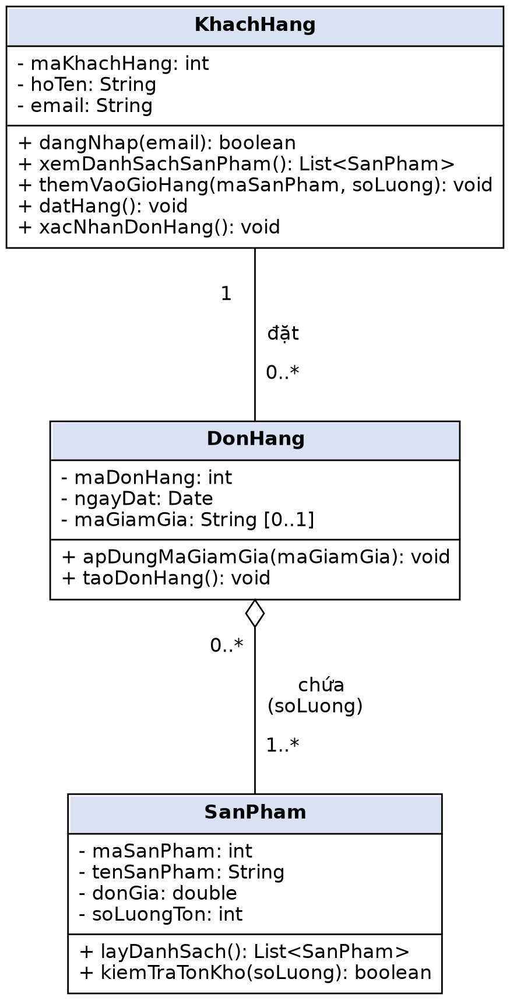 KhachHang
- maKhachHang: int
- hoTen: String
- email: String
+ dangNhap(email): boolean
+ xemDanhSachSanPham(): List<SanPham>
+ themVaoGioHang(maSanPham, soLuong): void
+ datHang(): void
+ xacNhanDonHang(): void
1
đặt
0..*
DonHang
- maDonHang: int
- ngayDat: Date
- maGiamGia: String [0..1]
+ apDungMaGiamGia(maGiamGia): void
+ taoDonHang(): void
0..*
chứa
(soLuong)
1..*
SanPham
- maSanPham: int
- tenSanPham: String
- donGia: double
- soLuongTon: int
+ layDanhSach(): List<SanPham>
+ kiemTraTonKho(soLuong): boolean